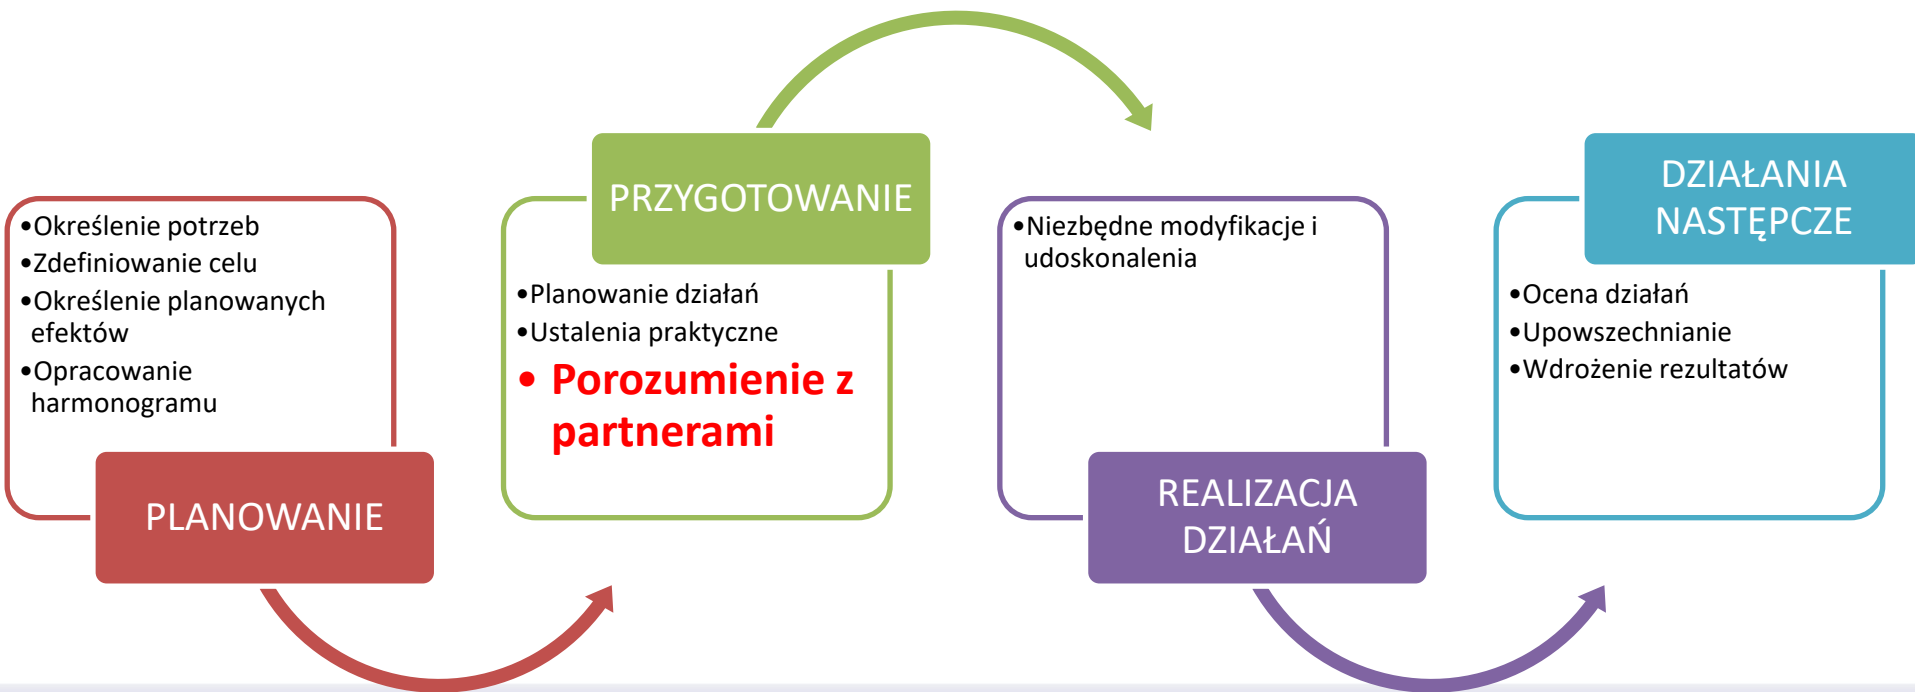 •Określenie potrzeb
•Zdefiniowanie celu
•Określenie planowanych
efektów
•Opracowanie
harmonogramu
PLANOWANIE
PRZYGOTOWANIE
•Planowanie działań
•Ustalenia praktyczne
• Porozumienie z
partnerami
•Niezbędne modyfikacje i
udoskonalenia
REALIZACJA
DZIAŁAŃ
DZIAŁANIA
NASTĘPCZE
•Ocena działań
•Upowszechnianie
•Wdrożenie rezultatów